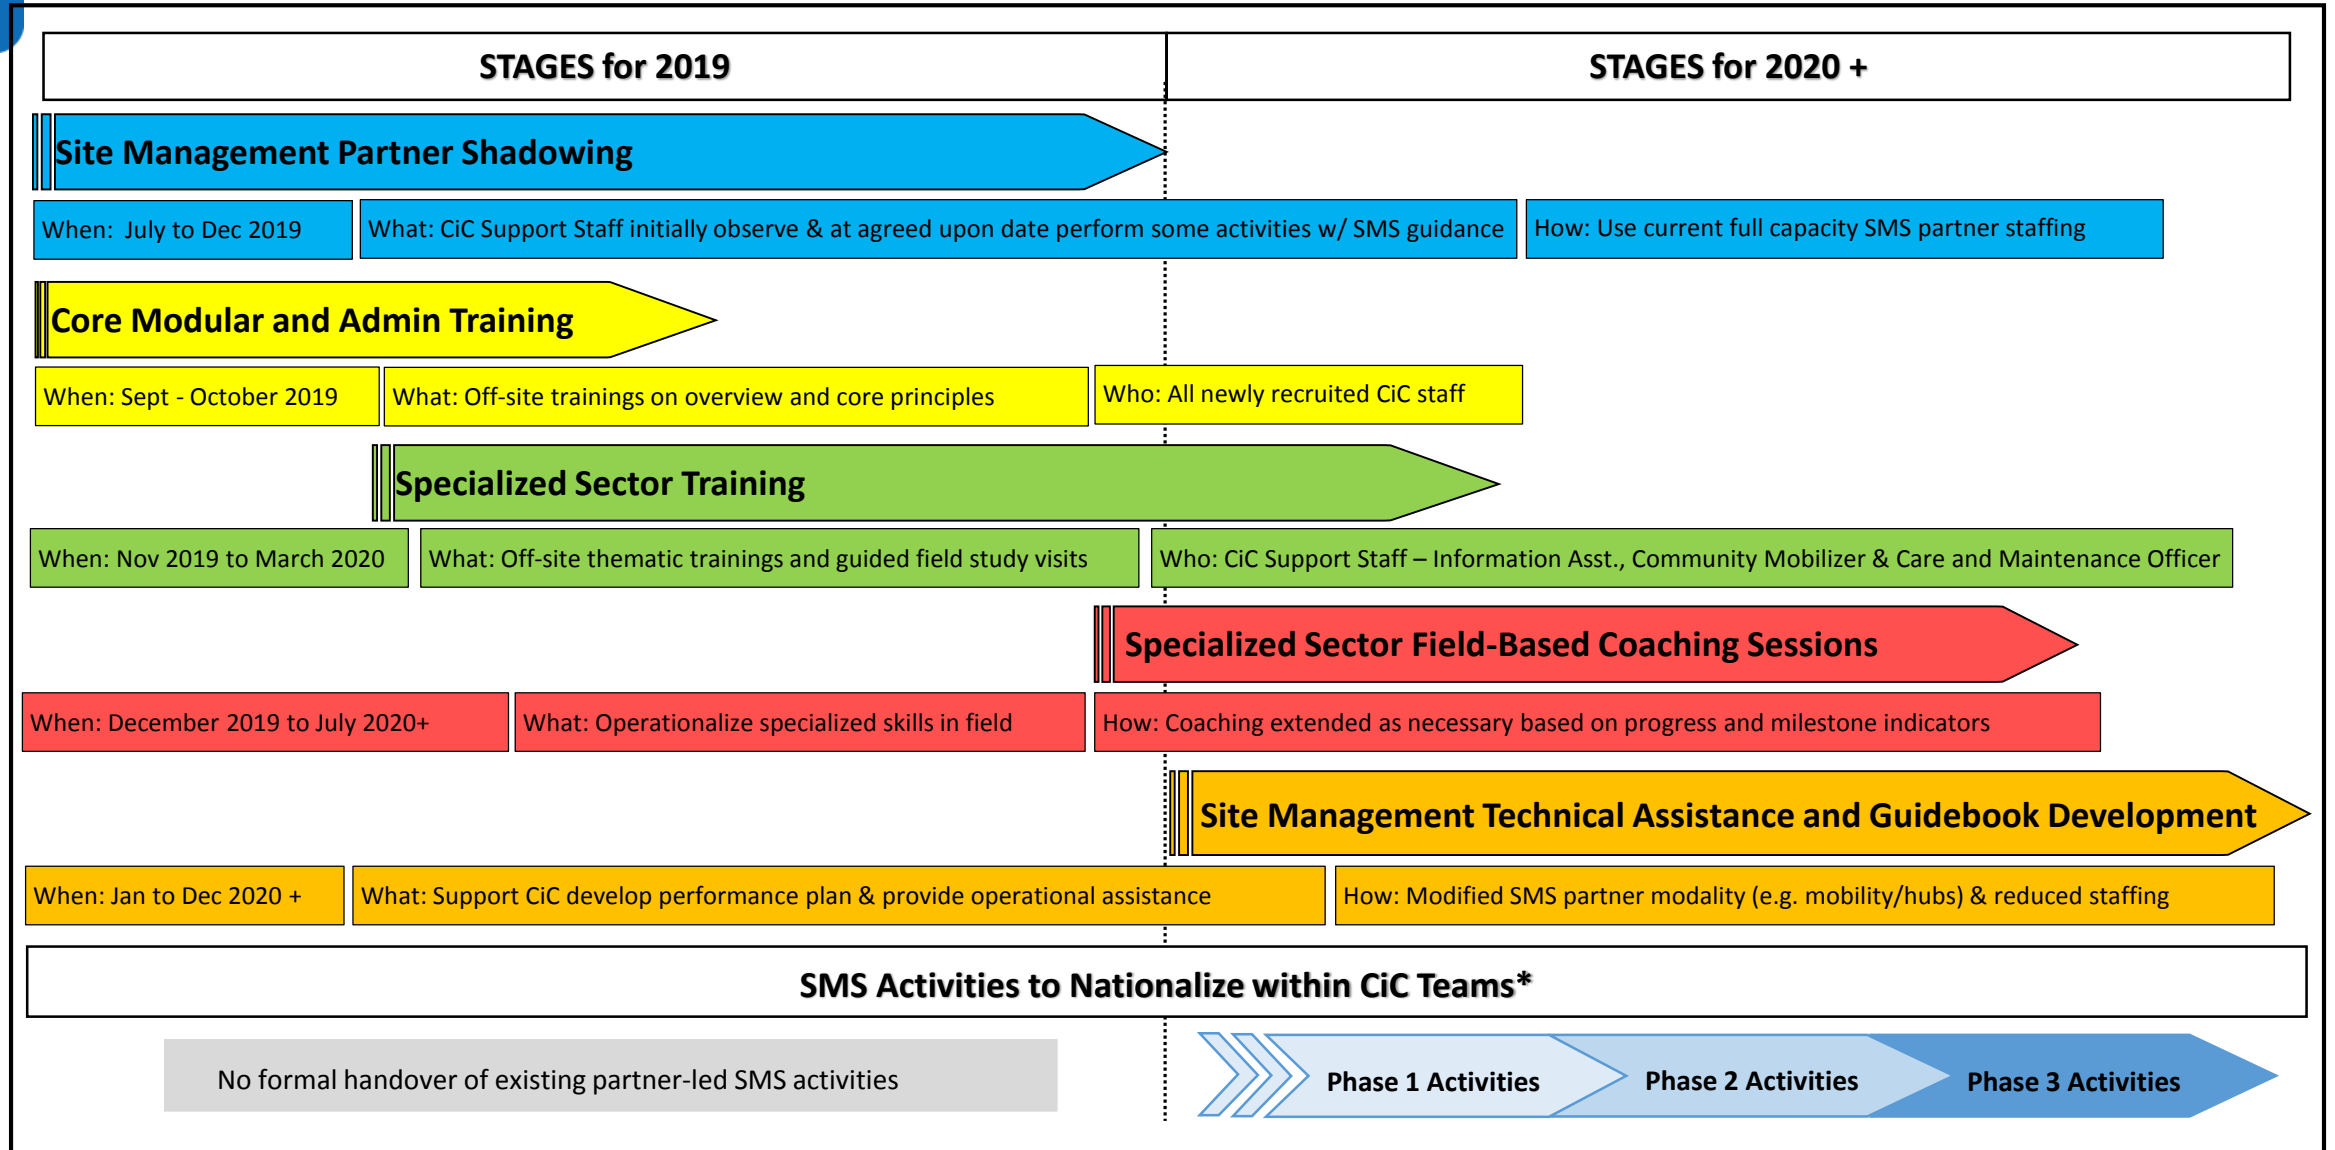 STAGES for 2019
STAGES for 2020 +
Site Management Partner Shadowing
When: July to Dec 2019
What: CiC Support Staff initially observe & at agreed upon date perform some activities w/ SMS guidance
How: Use current full capacity SMS partner staffing
Core Modular and Admin Training
When: Sept - October 2019
What: Off-site trainings on overview and core principles
Who: All newly recruited CiC staff
Specialized Sector Training
When: Nov 2019 to March 2020
What: Off-site thematic trainings and guided field study visits
Who: CiC Support Staff – Information Asst., Community Mobilizer & Care and Maintenance Officer
Specialized Sector Field-Based Coaching Sessions
When: December 2019 to July 2020+
What: Operationalize specialized skills in field
How: Coaching extended as necessary based on progress and milestone indicators
Site Management Technical Assistance and Guidebook Development
When: Jan to Dec 2020 +
What: Support CiC develop performance plan & provide operational assistance
How: Modified SMS partner modality (e.g. mobility/hubs) & reduced staffing
SMS Activities to Nationalize within CiC Teams*
No formal handover of existing partner-led SMS activities
Phase 1 Activities
Phase 2 Activities
Phase 3 Activities